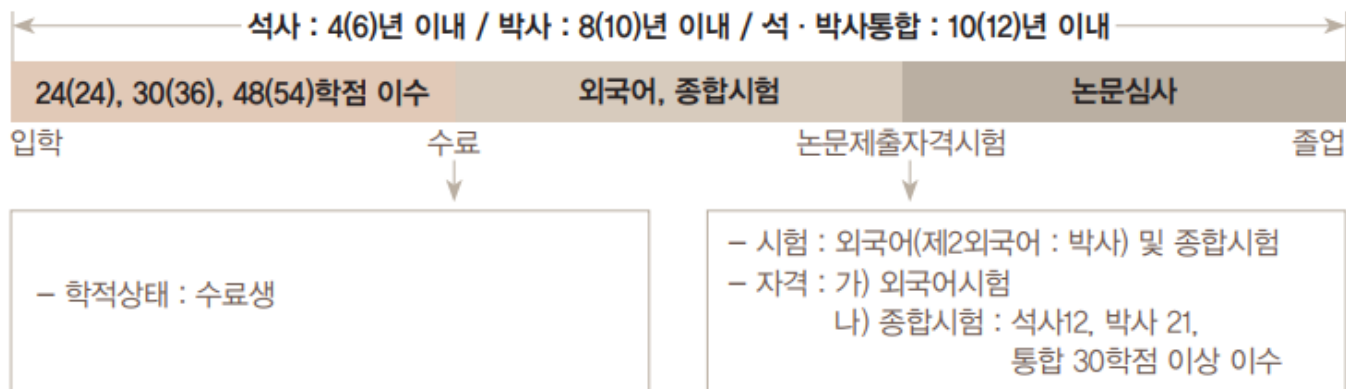 석사 : 4(6)년 이내 / 박사 : 8(10)년 이내 / 석 · 박사통합 : 10(12)년 이내
24(24), 30(36), 48(54)학점 이수 외국어, 종합시험 논문심사
입학 수료 논문제출자격시험 졸업
– 학적상태 : 수료생
– 시험 : 외국어(제2외국어 : 박사) 및 종합시험
– 자격 : 가) 외국어시험
나) 종합시험 : 석사12, 박사 21,
통합 30학점 이상 이수